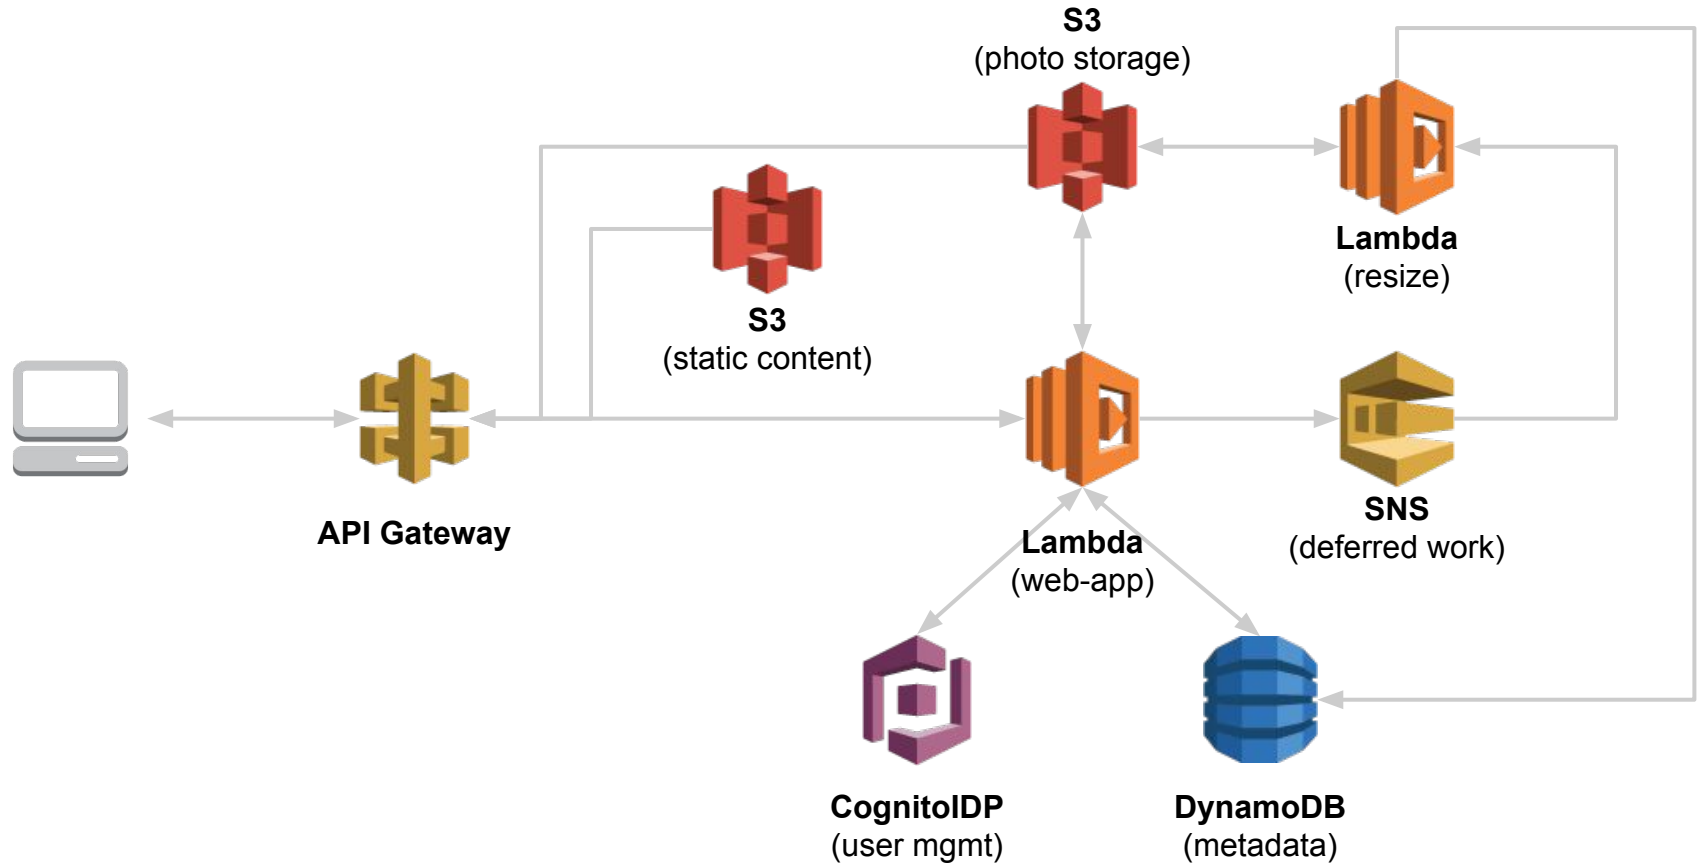 S3
(photo storage)
Lambda
(resize)
S3
(static content)
API Gateway
Lambda
(web-app)
SNS
(deferred work)
CognitoIDP
(user mgmt)
DynamoDB
(metadata)